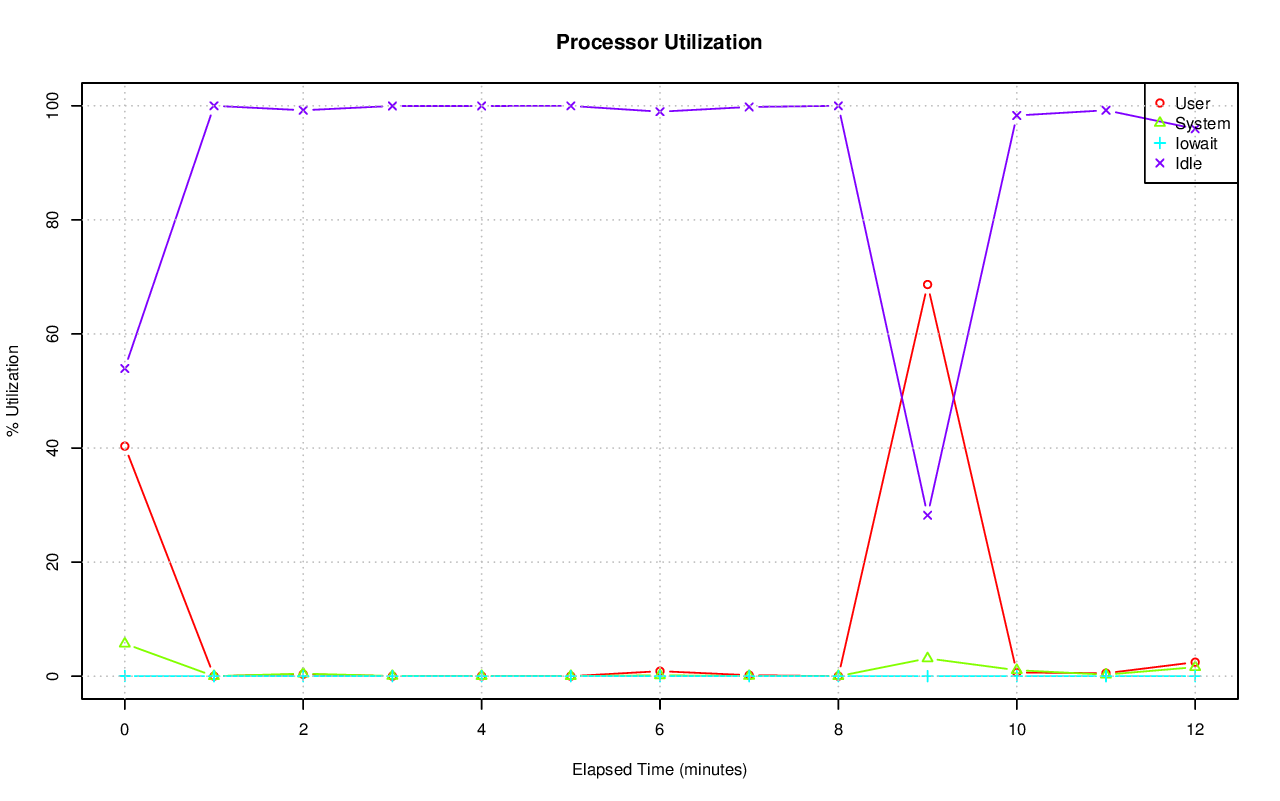 Processor Utilization
User
System
Iowait
Idle
% Utilization
100
80
60
40
20
0
0 2 4 6 8 10 12
Elapsed Time (minutes)